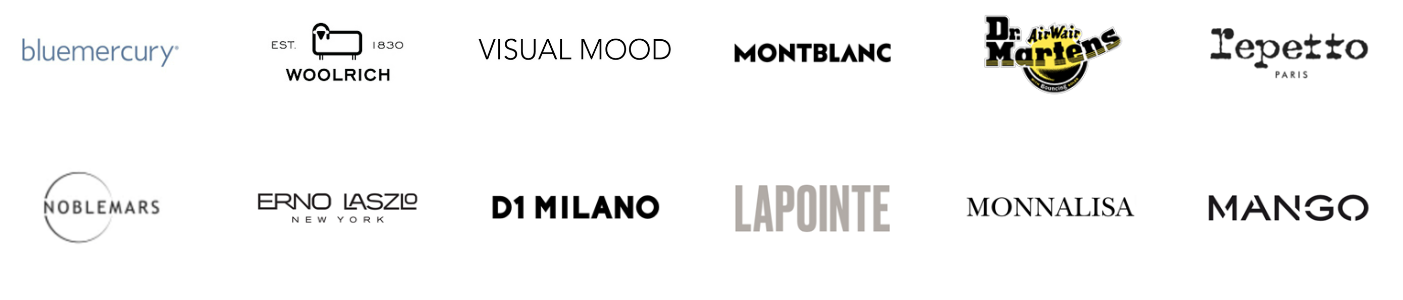 bluemercury®
EST. 1830
WOOLRICH
VISUAL MOOD
MONTBLANC
Dr. AirWair
Martens
Bouncing
repetto
PARIS
NOBLEMARS
ERNO LASZLO
NEW YORK
D1 MILANO
LAPOINTE
MONNALISA
MANGO